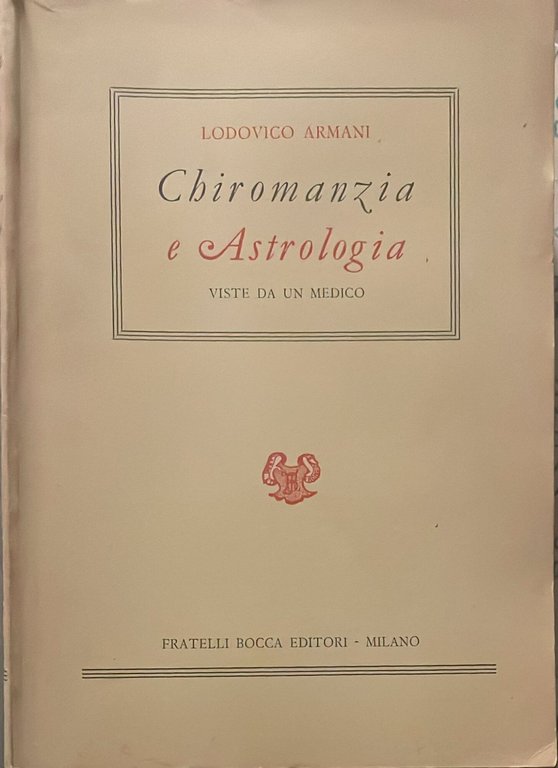 LODOVICO ARMANI
Chiromanzia
e Astrologia
VISTE DA UN MEDICO
FRATELLI BOCCA EDITORI - MILANO